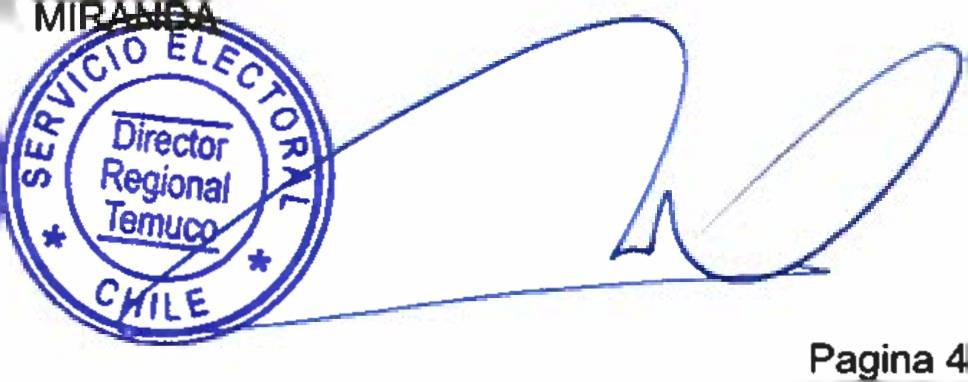 MIRANDA
SERVICIO ELECTORAL
Director
Regional
Temuco
* CHILE *
Pagina 4